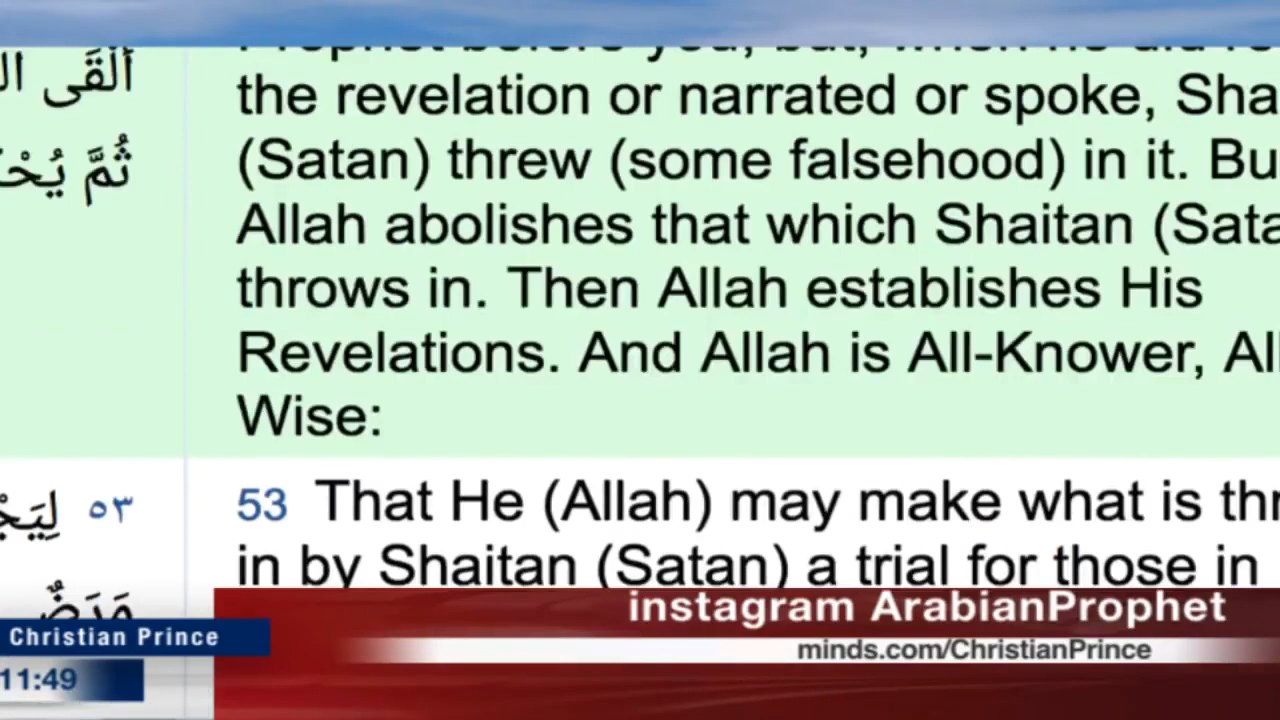 the revelation or narrated or spoke, Sha
(Satan) threw (some falsehood) in it. Bu
Allah abolishes that which Shaitan (Sata
throws in. Then Allah establishes His
Revelations. And Allah is All-Knower, All
Wise:
53 That He (Allah) may make what is thr
in by Shaitan (Satan) a trial for those in
أَلْقَى ال
ثُمَّ يُحْ
٥٣ لِيَجْ
مَرَضٌ
instagram ArabianProphet
minds.com/ChristianPrince
Christian Prince
11:49